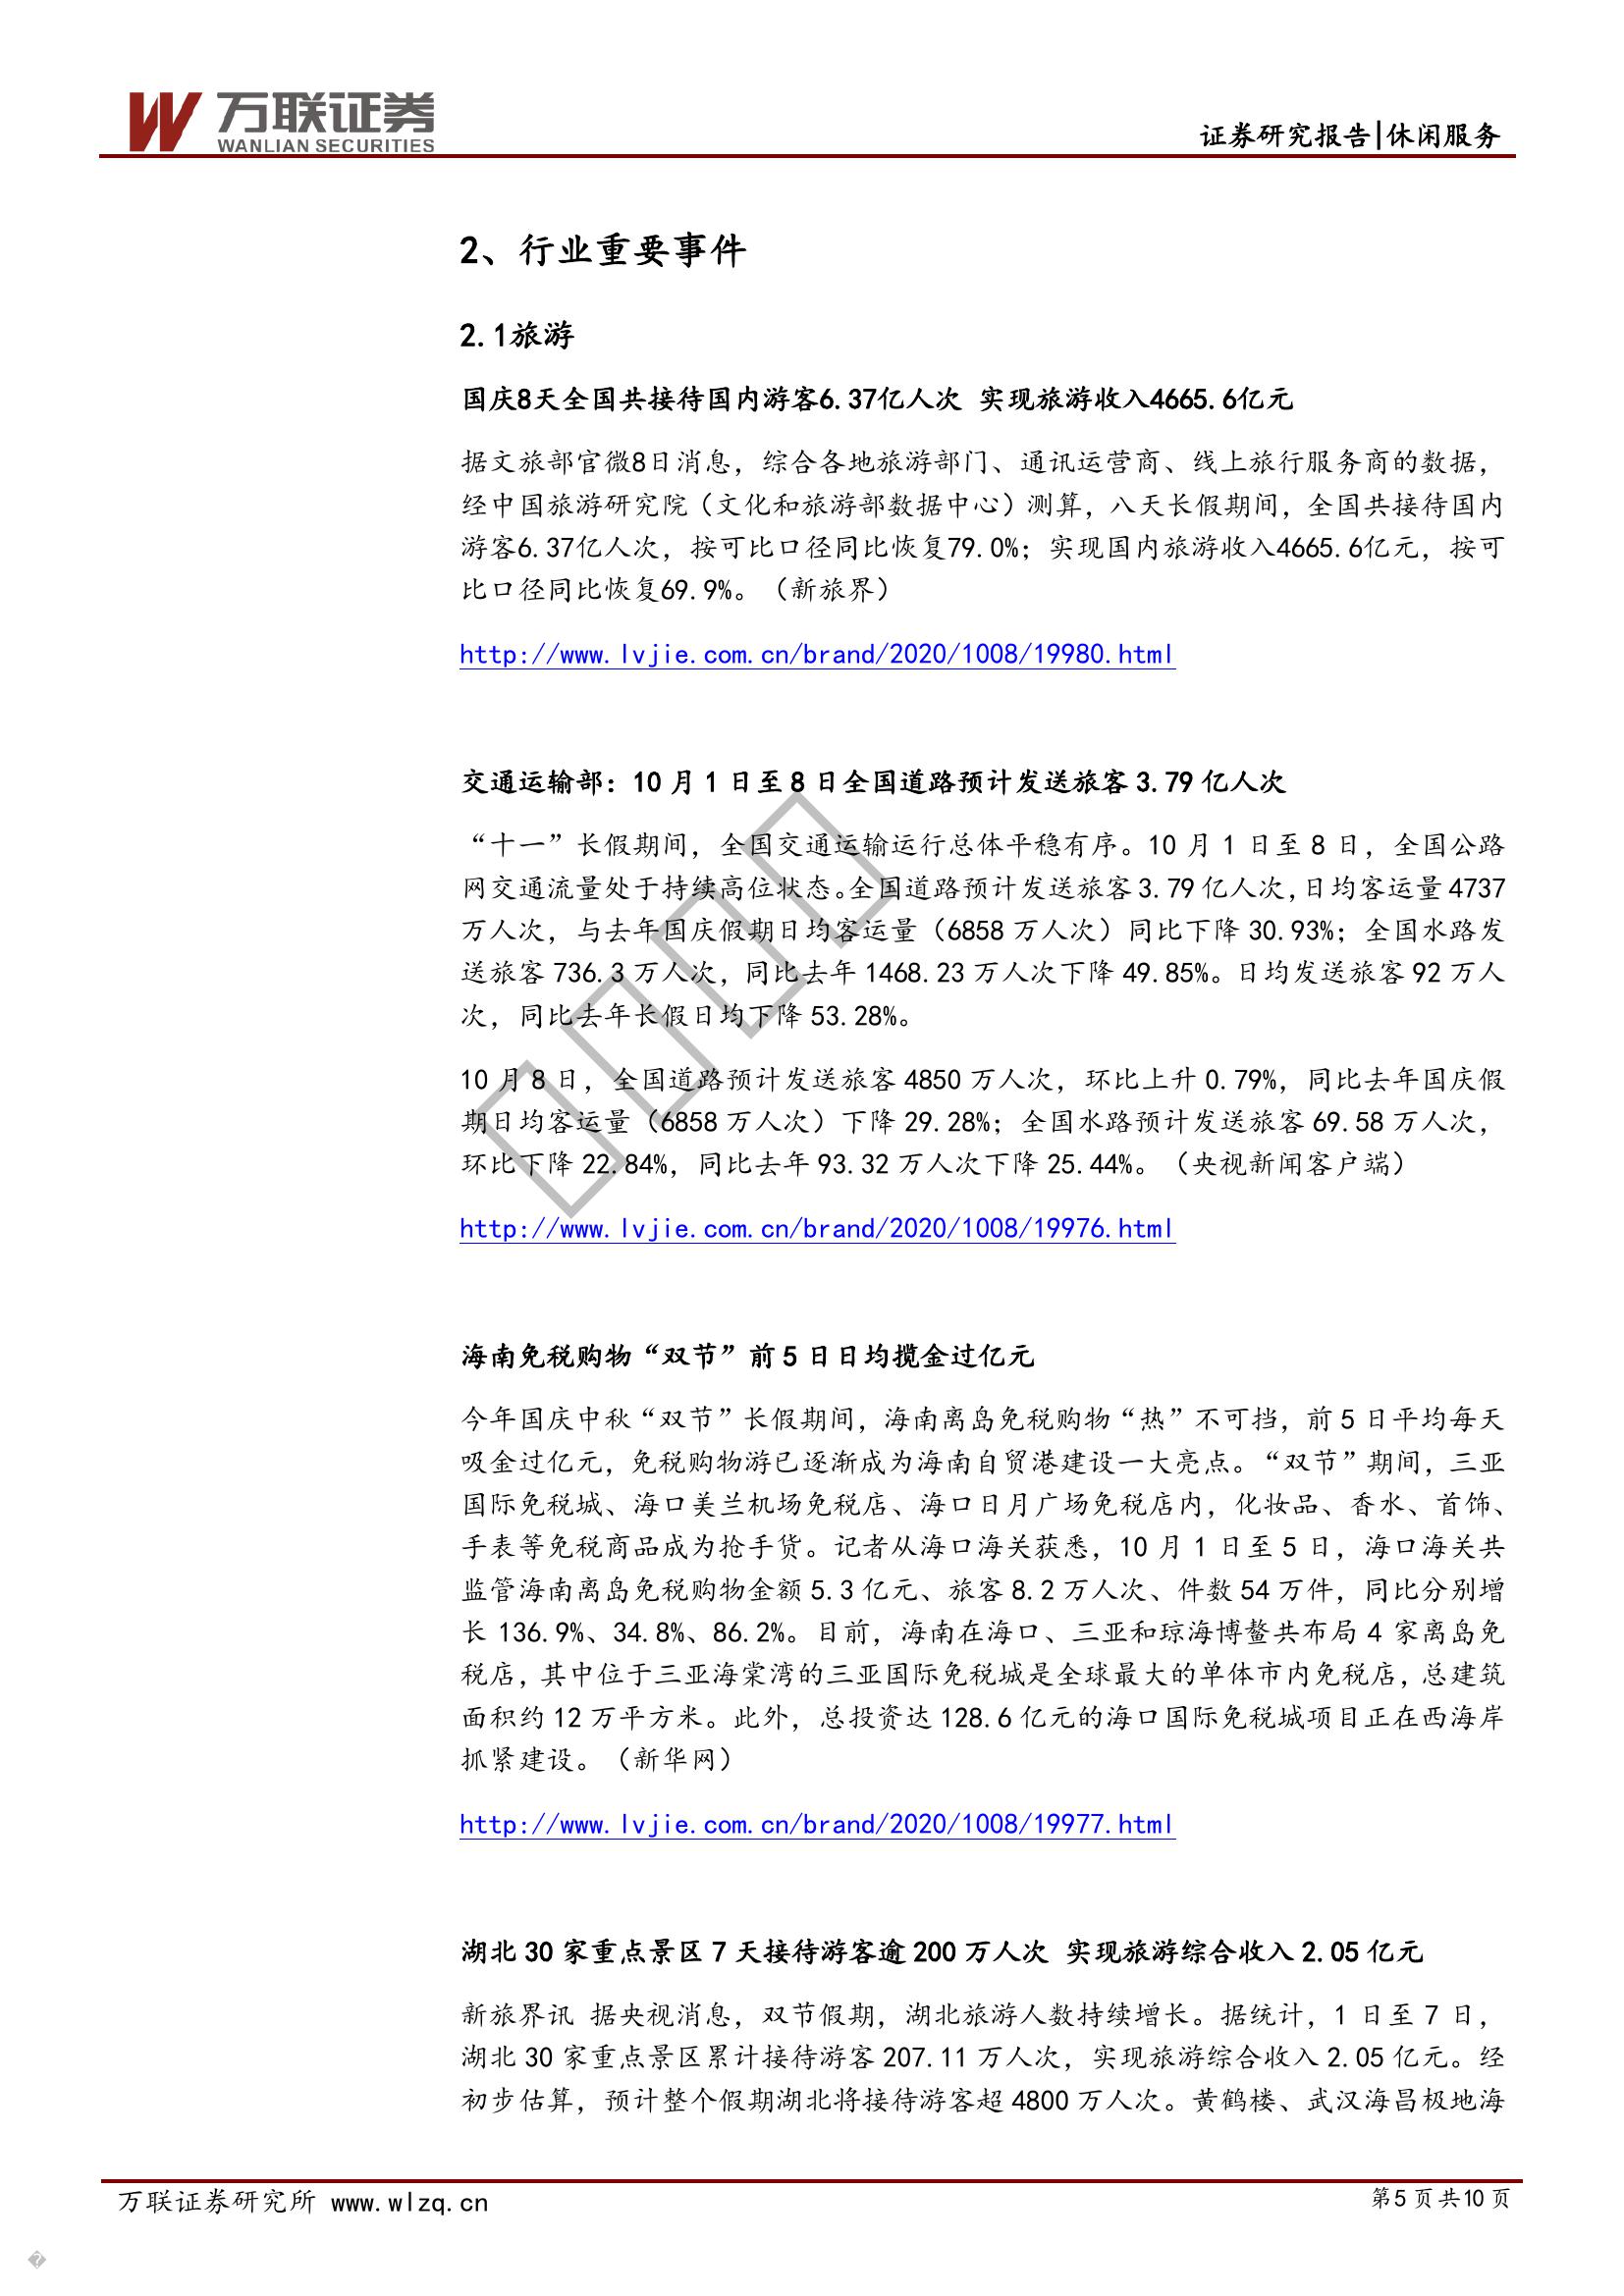 万联证券
WANLIAN SECURITIES
证券研究报告|休闲服务
2、行业重要事件
2.1旅游
国庆8天全国共接待国内游客6.37亿人次 实现旅游收入4665.6亿元
据文旅部官微8日消息，综合各地旅游部门、通讯运营商、线上旅行服务商的数据，
经中国旅游研究院（文化和旅游部数据中心）测算，八天长假期间，全国共接待国内
游客6.37亿人次，按可比口径同比恢复79.0%；实现国内旅游收入4665.6亿元，按可
比口径同比恢复69.9%。（新旅界）
http://www.lvjie.com.cn/brand/2020/1008/19980.html
交通运输部：10 月 1 日至 8 日全国道路预计发送旅客 3.79 亿人次
“十一”长假期间，全国交通运输运行总体平稳有序。10 月 1 日至 8 日，全国公路
网交通流量处于持续高位状态。全国道路预计发送旅客 3.79 亿人次，日均客运量 4737
万人次，与去年国庆假期日均客运量（6858 万人次）同比下降 30.93%；全国水路发
送旅客 736.3 万人次，同比去年 1468.23 万人次下降 49.85%。日均发送旅客 92 万人
次，同比去年长假日均下降 53.28%。
10 月 8 日，全国道路预计发送旅客 4850 万人次，环比上升 0.79%，同比去年国庆假
期日均客运量（6858 万人次）下降 29.28%；全国水路预计发送旅客 69.58 万人次，
环比下降 22.84%，同比去年 93.32 万人次下降 25.44%。（央视新闻客户端）
http://www.lvjie.com.cn/brand/2020/1008/19976.html
海南免税购物“双节”前 5 日日均揽金过亿元
今年国庆中秋“双节”长假期间，海南离岛免税购物“热”不可挡，前 5 日平均每天
吸金过亿元，免税购物游已逐渐成为海南自贸港建设一大亮点。“双节”期间，三亚
国际免税城、海口美兰机场免税店、海口日月广场免税店内，化妆品、香水、首饰、
手表等免税商品成为抢手货。记者从海口海关获悉，10 月 1 日至 5 日，海口海关共
监管海南离岛免税购物金额 5.3 亿元、旅客 8.2 万人次、件数 54 万件，同比分别增
长 136.9%、34.8%、86.2%。目前，海南在海口、三亚和琼海博鳌共布局 4 家离岛免
税店，其中位于三亚海棠湾的三亚国际免税城是全球最大的单体市内免税店，总建筑
面积约 12 万平方米。此外，总投资达 128.6 亿元的海口国际免税城项目正在西海岸
抓紧建设。（新华网）
http://www.lvjie.com.cn/brand/2020/1008/19977.html
湖北 30 家重点景区 7 天接待游客逾 200 万人次 实现旅游综合收入 2.05 亿元
新旅界讯 据央视消息，双节假期，湖北旅游人数持续增长。据统计，1 日至 7 日，
湖北 30 家重点景区累计接待游客 207.11 万人次，实现旅游综合收入 2.05 亿元。经
初步估算，预计整个假期湖北将接待游客超 4800 万人次。黄鹤楼、武汉海昌极地海
万联证券研究所 www.wlzq.cn
第 5 页 共 10 页